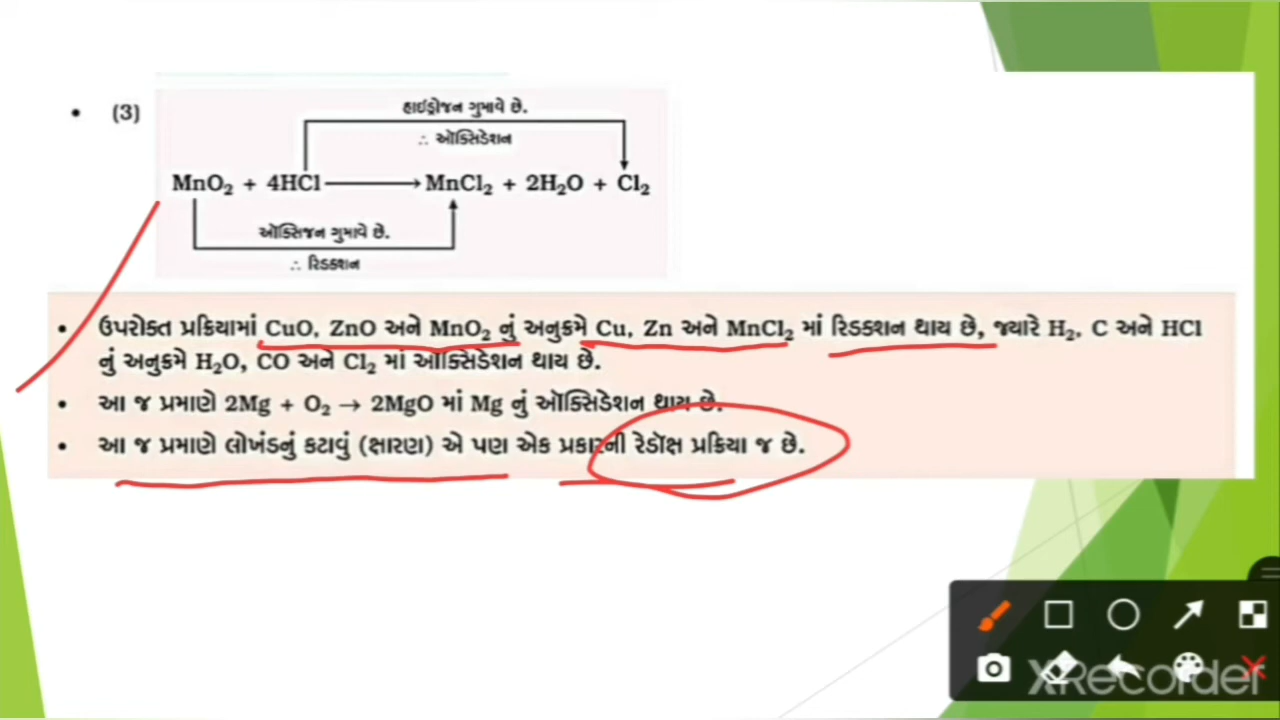 • (3)
હાઈડ્રોજન ગુમાવે છે.
∴ ઑક્સિડેશન
MnO₂ + 4HCl ⟶ MnCl₂ + 2H₂O + Cl₂
ઑક્સિજન ગુમાવે છે.
∴ રિડક્શન
• ઉપરોક્ત પ્રક્રિયામાં CuO, ZnO અને MnO₂ નું અનુક્રમે Cu, Zn અને MnCl₂ માં રિડક્શન થાય છે, જ્યારે H₂, C અને HCl
નું અનુક્રમે H₂O, CO અને Cl₂ માં ઑક્સિડેશન થાય છે.
• આ જ પ્રમાણે 2Mg + O₂ → 2MgO માં Mg નું ઑક્સિડેશન થાય છે.
• આ જ પ્રમાણે લોખંડનું કટાવું (ક્ષારણ) એ પણ એક પ્રકારની રેડૉક્ષ પ્રક્રિયા જ છે.
XRecorder